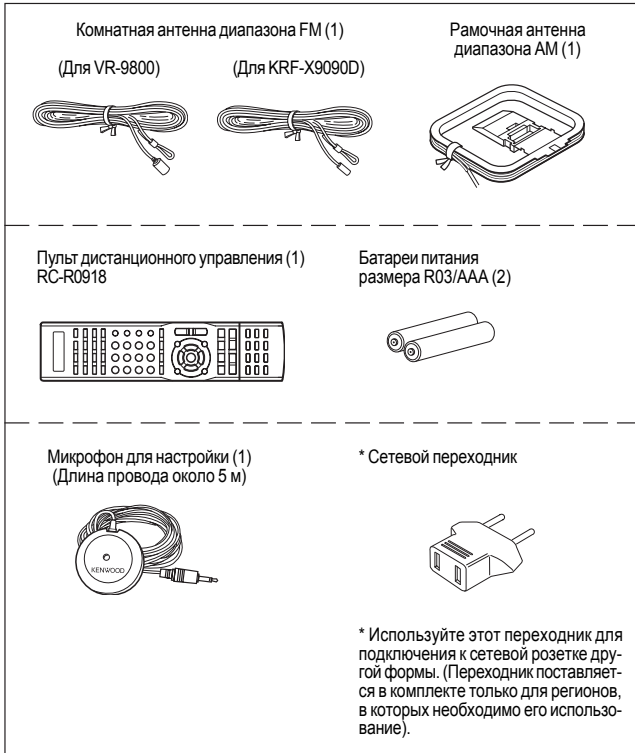 Комнатная антенна диапазона FM (1)
(Для VR-9800)
(Для KRF-X9090D)
Рамочная антенна
диапазона AM (1)
Пульт дистанционного управления (1)
RC-R0918
Батареи питания
размера R03/AAA (2)
Микрофон для настройки (1)
(Длина провода около 5 м)
KENWOOD
* Сетевой переходник
* Используйте этот переходник для
подключения к сетевой розетке дру-
гой формы. (Переходник поставляет-
ся в комплекте только для регионов,
в которых необходимо его использо-
вание).